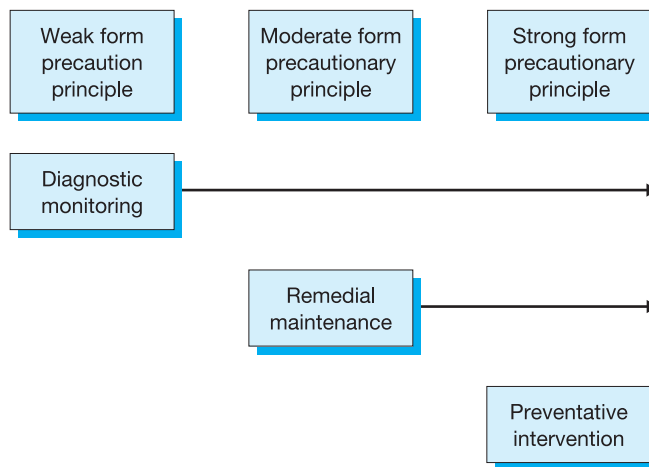 Weak form
precaution
principle
Moderate form
precautionary
principle
Strong form
precautionary
principle
Diagnostic
monitoring
Remedial
maintenance
Preventative
intervention